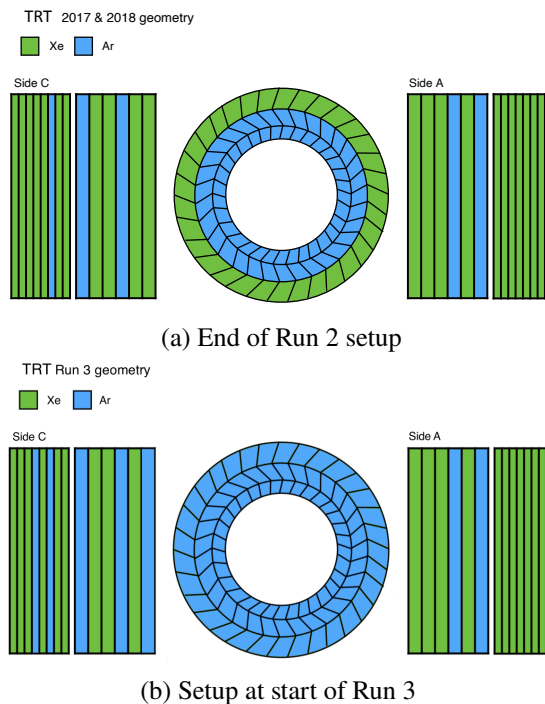 TRT 2017 & 2018 geometry
Xe Ar
Side C Side A
(a) End of Run 2 setup
TRT Run 3 geometry
Xe Ar
Side C Side A
(b) Setup at start of Run 3